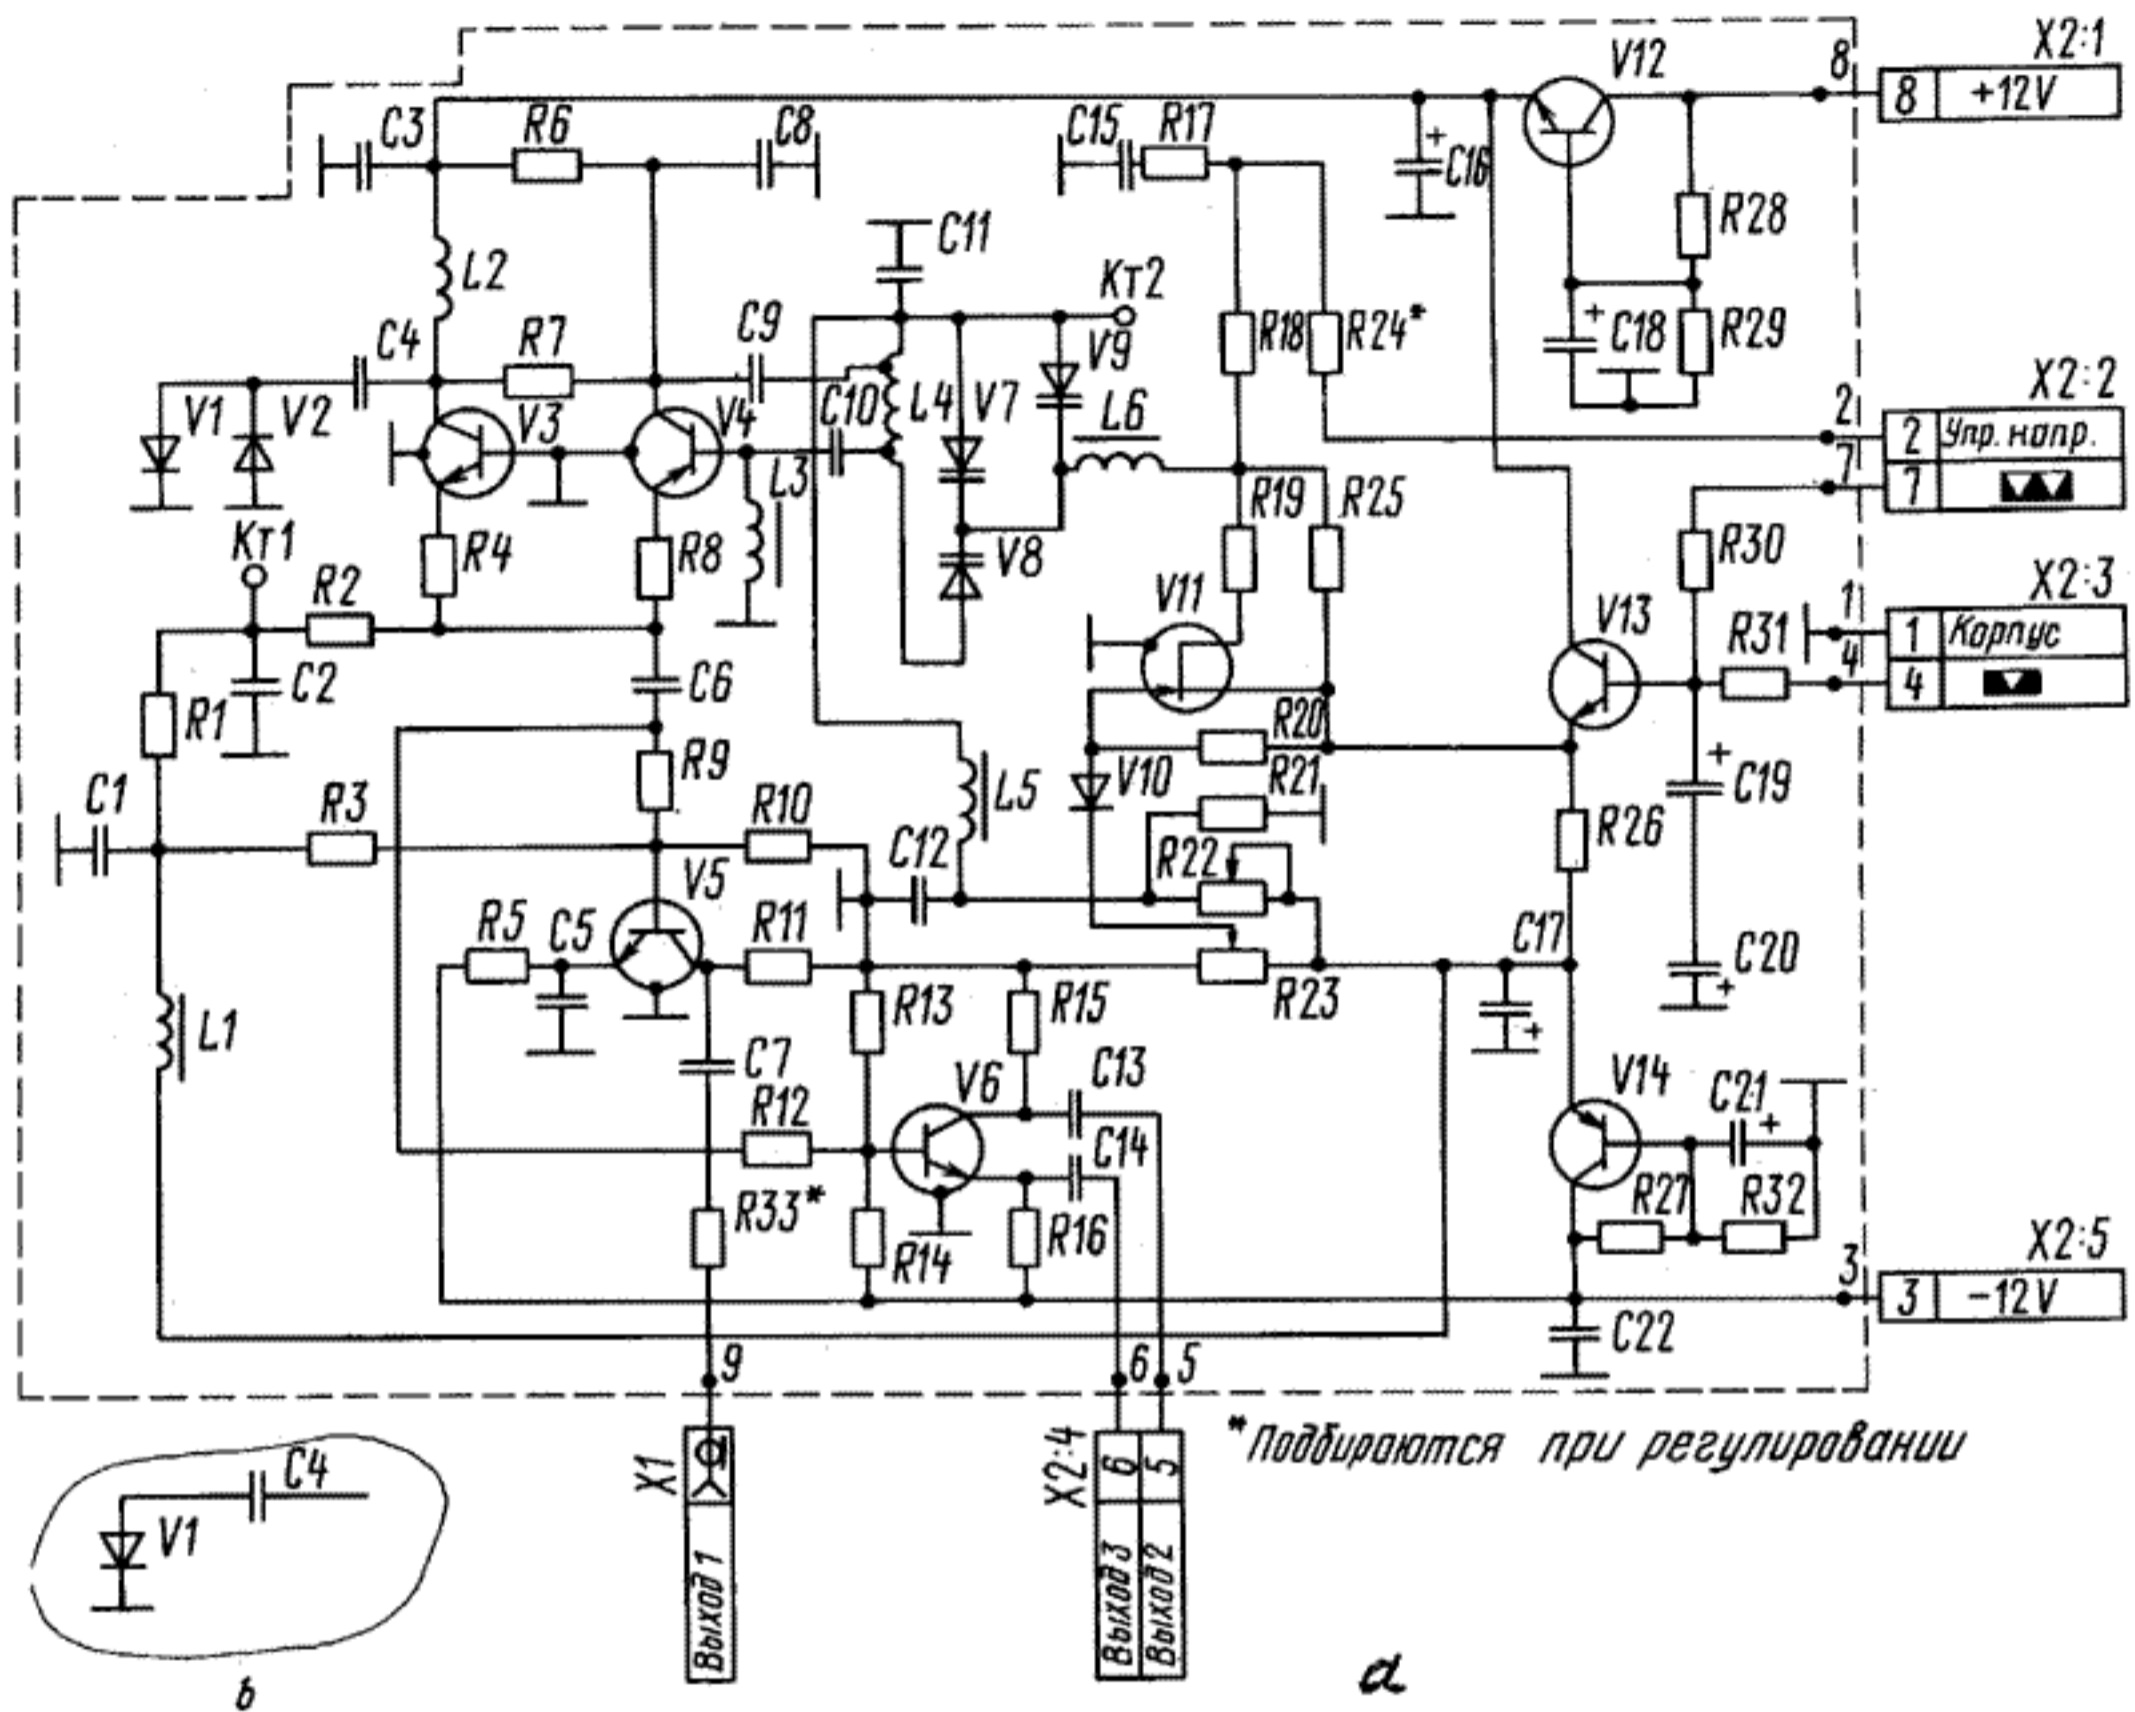 V12
8
X2:1
8 +12V
C3
R6
C8
C15
R17
+
C16
R28
C11
L2
Кт2
C4
R7
C9
V9
R18
R24*
+
C18
R29
X2:2
2
2 Упр. напр.
7
7
V1
V2
V3
V4
C10
L4
V7
L6
L3
R19
R25
Кт1
R4
R8
V8
R30
X2:3
R2
V11
V13
R31
1
1 Корпус
4
4
C2
C6
R1
R20
R9
V10
R21
+
C19
C1
R3
R10
L5
R26
C12
R22
V5
R5
C5
R11
C17
C20
+
R23
L1
R13
R15
+
C7
V6
C13
V14
C21
+
R12
C14
R33*
R27
R32
R14
R16
X2:5
3
3 -12V
C22
9
6
5
X1
Выход 1
X2:4
6
5
Выход 3
Выход 2
*Подбираются при регулировании
C4
V1
в
a